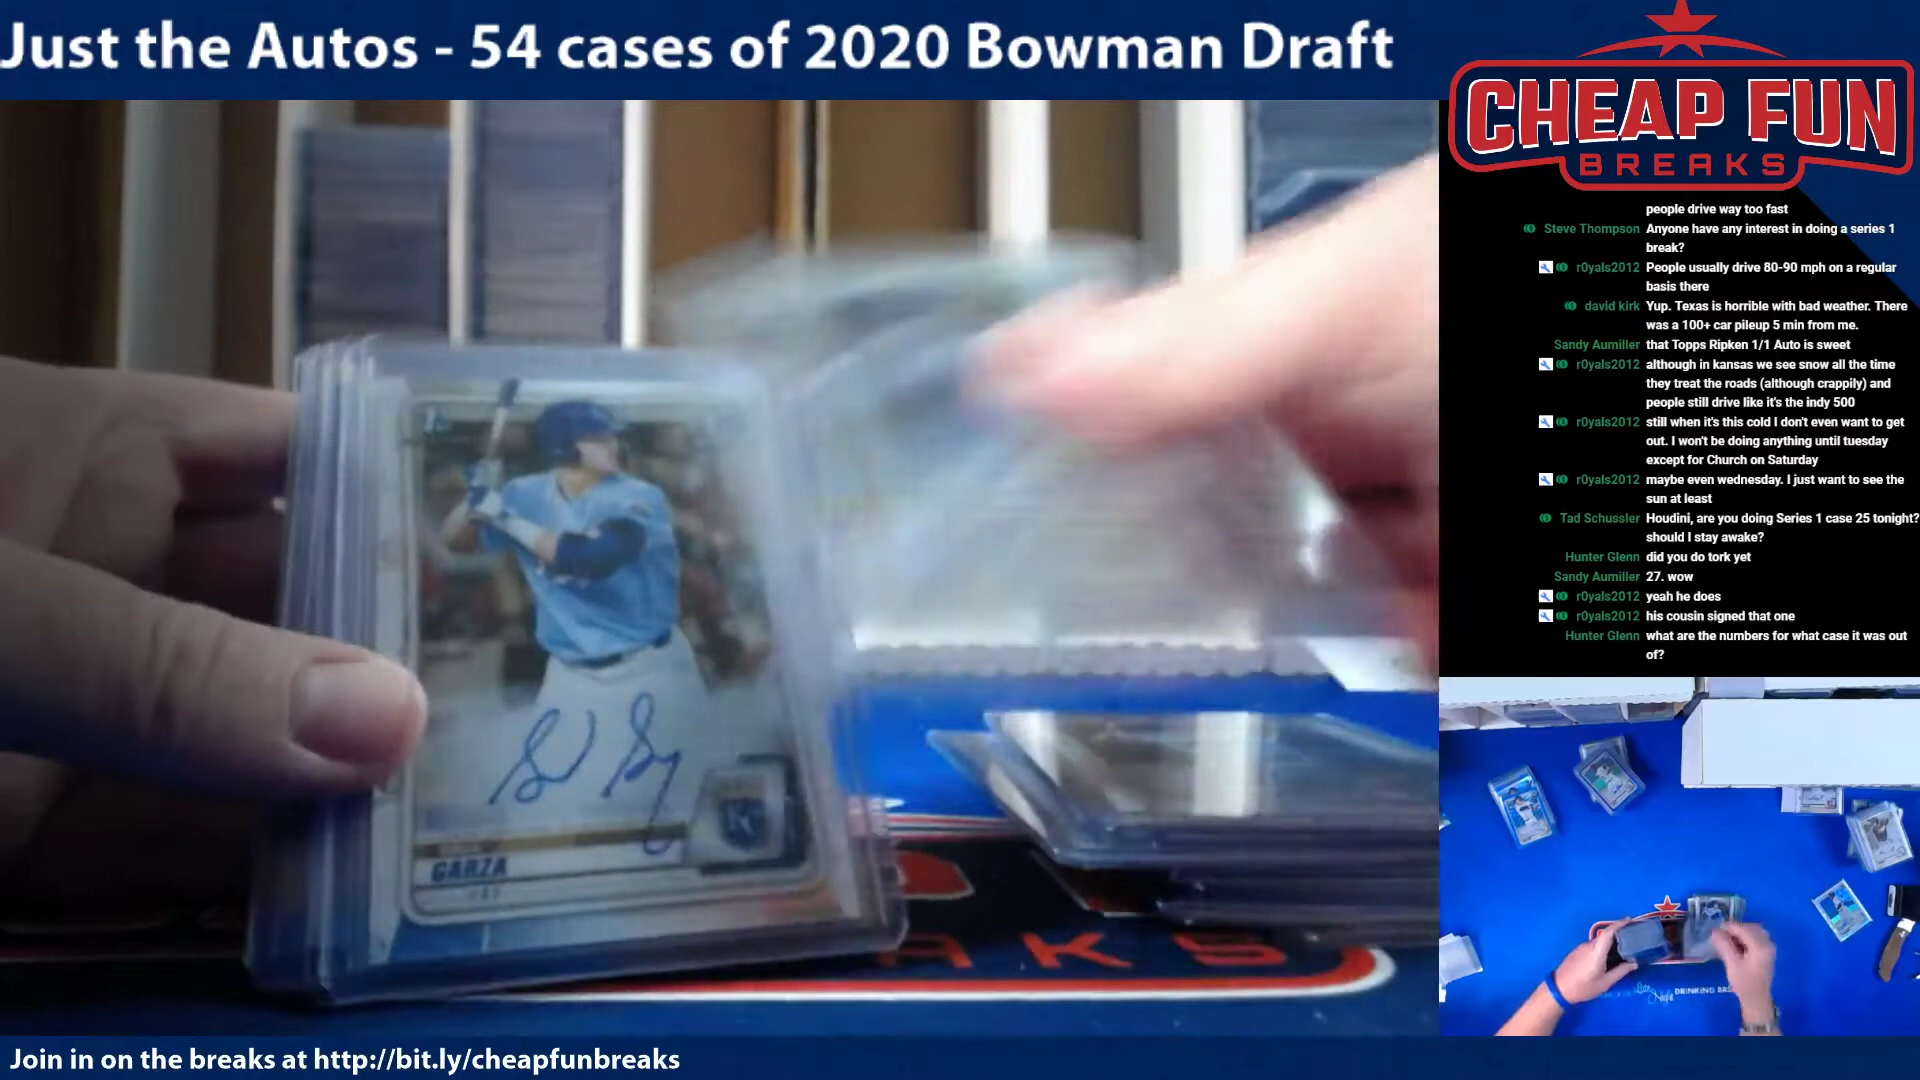 Just the Autos - 54 cases of 2020 Bowman Draft
CHEAP FUN
BREAKS
people drive way too fast
Steve Thompson Anyone have any interest in doing a series 1
break?
r0yals2012 People usually drive 80-90 mph on a regular
basis there
david kirk Yup. Texas is horrible with bad weather. There
was a 100+ car pileup 5 min from me.
Sandy Aumiller that Topps Ripken 1/1 Auto is sweet
r0yals2012 although in kansas we see snow all the time
they treat the roads (although crappily) and
people still drive like it's the indy 500
r0yals2012 still when it's this cold I don't even want to get
out. I won't be doing anything until tuesday
except for Church on Saturday
r0yals2012 maybe even wednesday. I just want to see the
sun at least
Tad Schussler Houdini, are you doing Series 1 case 25 tonight?
should I stay awake?
Hunter Glenn did you do tork yet
Sandy Aumiller 27. wow
r0yals2012 yeah he does
r0yals2012 his cousin signed that one
Hunter Glenn what are the numbers for what case it was out
of?
GARZA
KC
AKS
DRINKING
Join in on the breaks at http://bit.ly/cheapfunbreaks